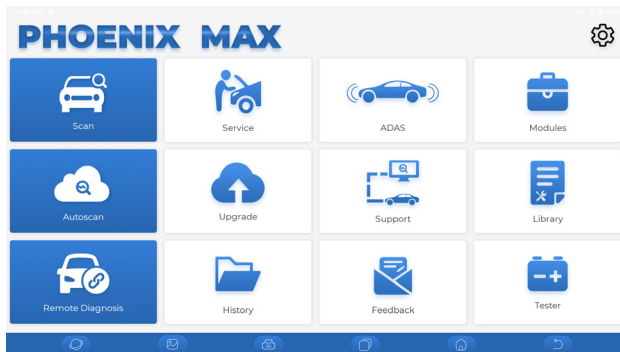 PHOENIX MAX
Scan
Service
ADAS
Modules
Autoscan
Upgrade
Support
Library
Remote Diagnosis
History
Feedback
Tester